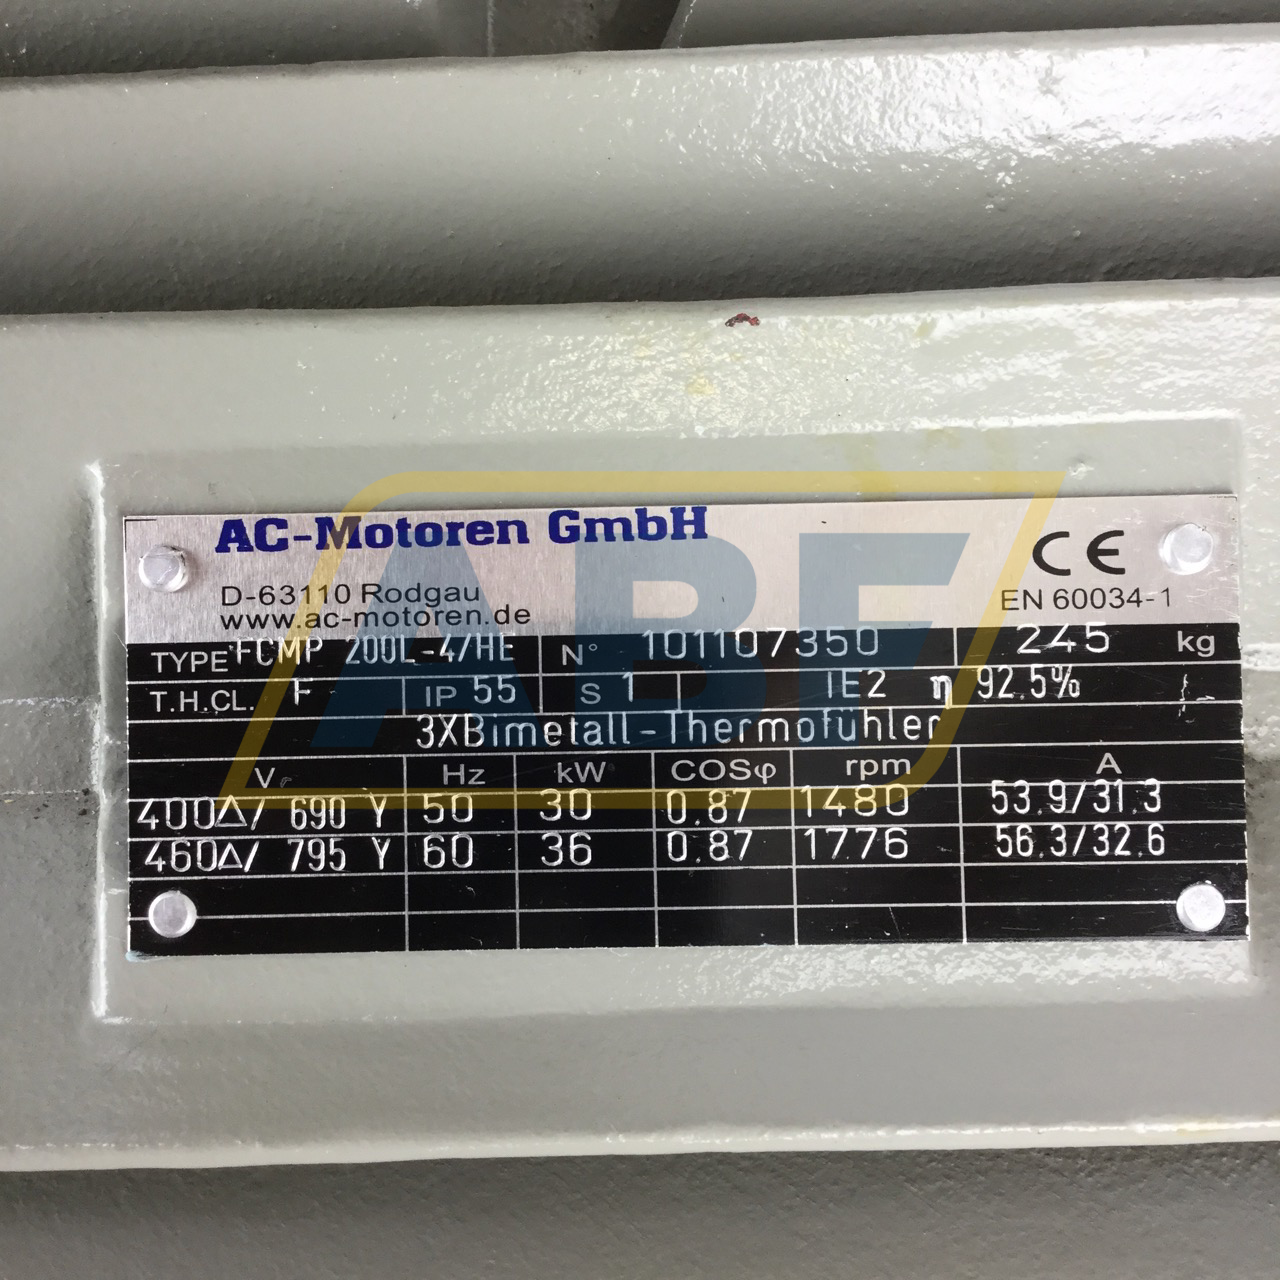 AC-Motoren GmbH
D-63110 Rodgau
www.ac-motoren.de
CE
EN 60034-1
TYPE FCMP 200L-4/HE N° 101107350 245 kg
T.H.CL. F IP 55 S 1 IE2 η 92.5%
3XBimetall-Thermofühler
V Hz kW COSφ rpm A
400Δ/ 690 Y 50 30 0.87 1480 53.9/31.3
460Δ/ 795 Y 60 36 0.87 1776 56.3/32.6
ABF